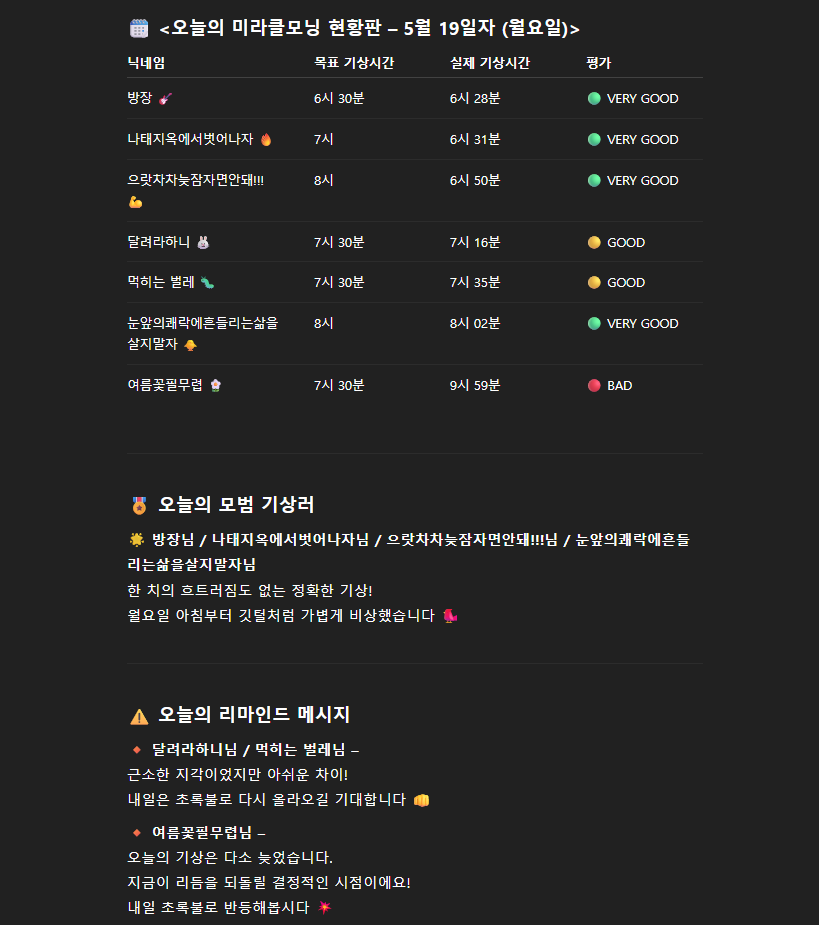 🗓️ <오늘의 미라클모닝 현황판 – 5월 19일자 (월요일)>
닉네임 목표 기상시간 실제 기상시간 평가
방장 🎸 6시 30분 6시 28분 🟢 VERY GOOD
나태지옥에서벗어나자 🔥 7시 6시 31분 🟢 VERY GOOD
으랏차차늦잠자면안돼!!! 8시 6시 50분 🟢 VERY GOOD
💪
달려라하니 🐰 7시 30분 7시 16분 🟡 GOOD
먹히는 벌레 🐛 7시 30분 7시 35분 🟡 GOOD
눈앞의쾌락에흔들리는삶을 8시 8시 02분 🟢 VERY GOOD
살지말자 🐥
여름꽃필무렵 🌸 7시 30분 9시 59분 🔴 BAD
🏅 오늘의 모범 기상러
🌟 방장님 / 나태지옥에서벗어나자님 / 으랏차차늦잠자면안돼!!!님 / 눈앞의쾌락에흔들
리는삶을살지말자님
한 치의 흐트러짐도 없는 정확한 기상!
월요일 아침부터 깃털처럼 가볍게 비상했습니다 🐦
⚠️ 오늘의 리마인드 메시지
🔸 달려라하니님 / 먹히는 벌레님 –
근소한 지각이었지만 아쉬운 차이!
내일은 초록불로 다시 올라오길 기대합니다 👊
🔸 여름꽃필무렵님 –
오늘의 기상은 다소 늦었습니다.
지금이 리듬을 되돌릴 결정적인 시점이에요!
내일 초록불로 반등해봅시다 💥